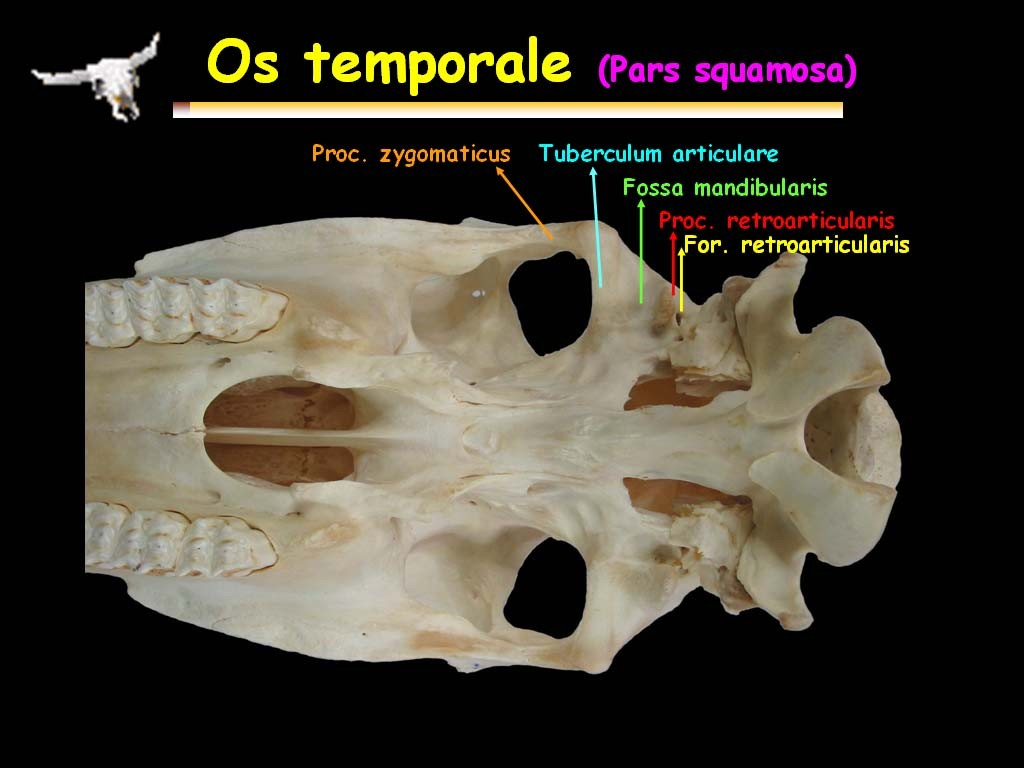 Os temporale (Pars squamosa)
Proc. zygomaticus Tuberculum articulare
Fossa mandibularis
Proc. retroarticularis
For. retroarticularis